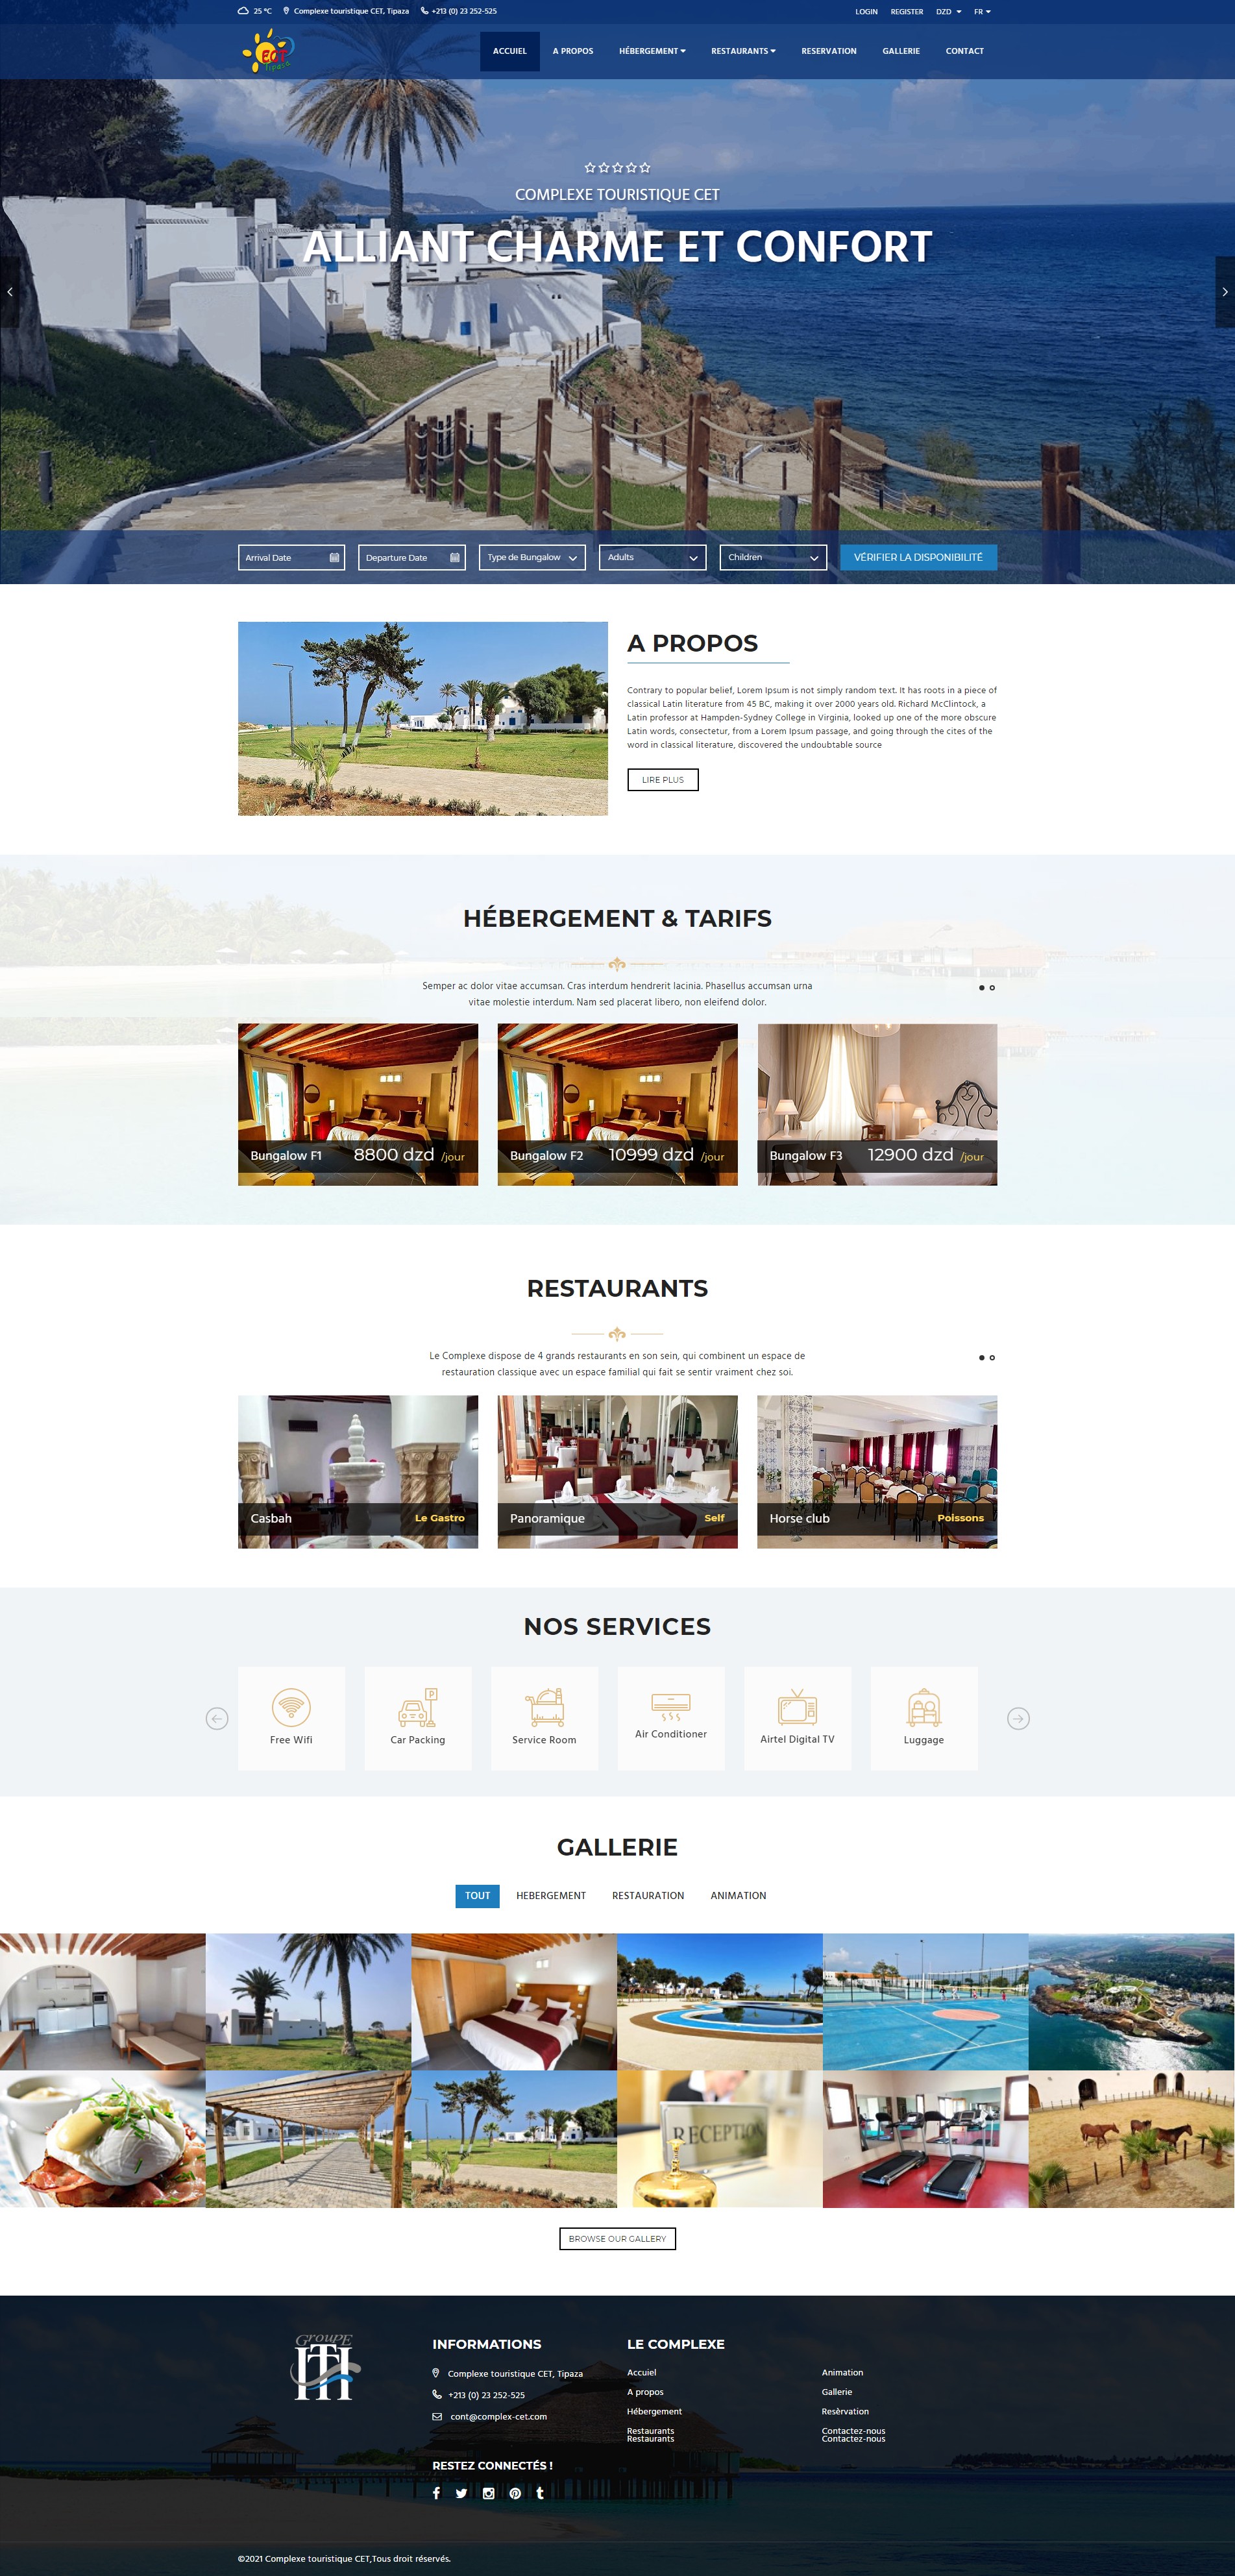 25 °C Complexe touristique CET, Tipaza +213 (0) 23 252-525 LOGIN REGISTER DZD FR
CET
Tipaza
ACCUIEL A PROPOS HÉBERGEMENT RESTAURANTS RESERVATION GALLERIE CONTACT
COMPLEXE TOURISTIQUE CET
ALLIANT CHARME ET CONFORT
Arrival Date Departure Date Type de Bungalow Adults Children VÉRIFIER LA DISPONIBILITÉ
A PROPOS
Contrary to popular belief, Lorem Ipsum is not simply random text. It has roots in a piece of
classical Latin literature from 45 BC, making it over 2000 years old. Richard McClintock, a
Latin professor at Hampden-Sydney College in Virginia, looked up one of the more obscure
Latin words, consectetur, from a Lorem Ipsum passage, and going through the cites of the
word in classical literature, discovered the undoubtable source
LIRE PLUS
HÉBERGEMENT & TARIFS
Semper ac dolor vitae accumsan. Cras interdum hendrerit lacinia. Phasellus accumsan urna
vitae molestie interdum. Nam sed placerat libero, non eleifend dolor.
Bungalow F1 8800 dzd /jour
Bungalow F2 10999 dzd /jour
Bungalow F3 12900 dzd /jour
RESTAURANTS
Le Complexe dispose de 4 grands restaurants en son sein, qui combinent un espace de
restauration classique avec un espace familial qui fait se sentir vraiment chez soi.
Casbah Le Gastro
Panoramique Self
Horse club Poissons
NOS SERVICES
Free Wifi
P
Car Packing
Service Room
Air Conditioner
Airtel Digital TV
Luggage
GALLERIE
TOUT HEBERGEMENT RESTAURATION ANIMATION
RECEPTION
BROWSE OUR GALLERY
GROUPE
ITI
INFORMATIONS
Complexe touristique CET, Tipaza
+213 (0) 23 252-525
cont@complex-cet.com
RESTEZ CONNECTÉS !
LE COMPLEXE
Accuiel
A propos
Hébergement
Restaurants
Restaurants
Animation
Gallerie
Resèrvation
Contactez-nous
Contactez-nous
©2021 Complexe touristique CET,Tous droit réservés.